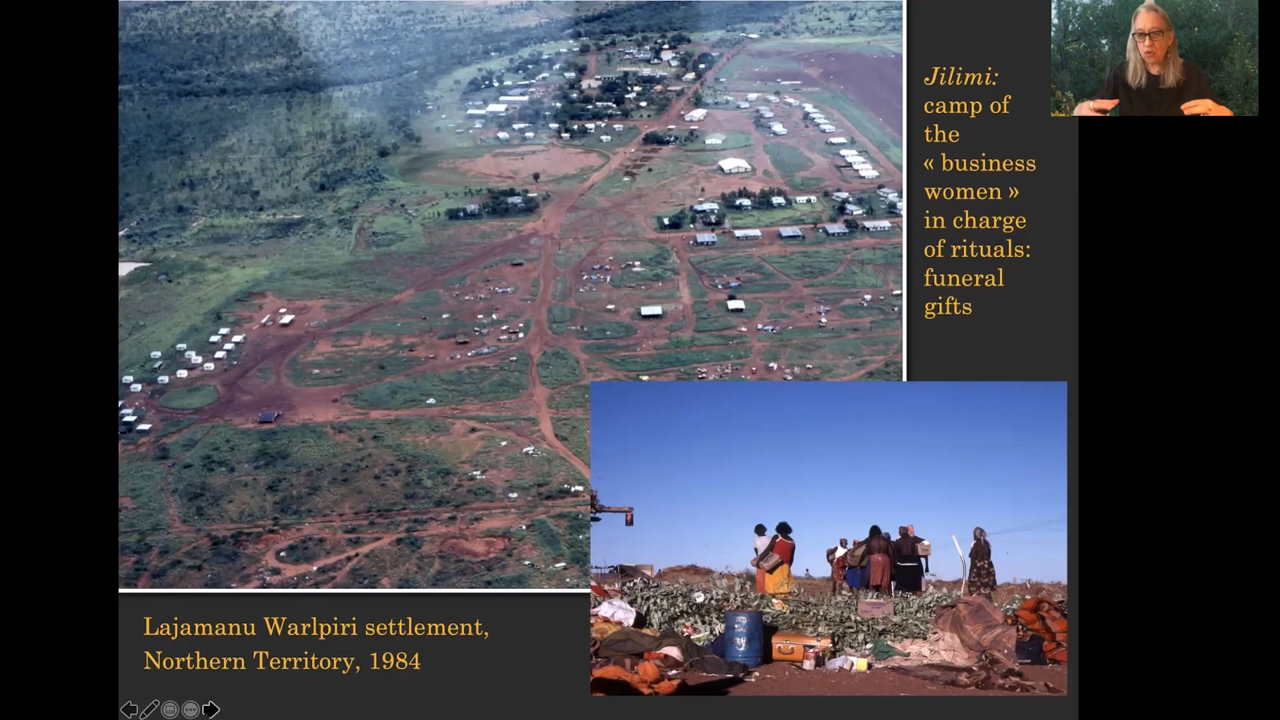 Jilimi:
camp of
the
« business
women »
in charge
of rituals:
funeral
gifts
Lajamanu Warlpiri settlement,
Northern Territory, 1984